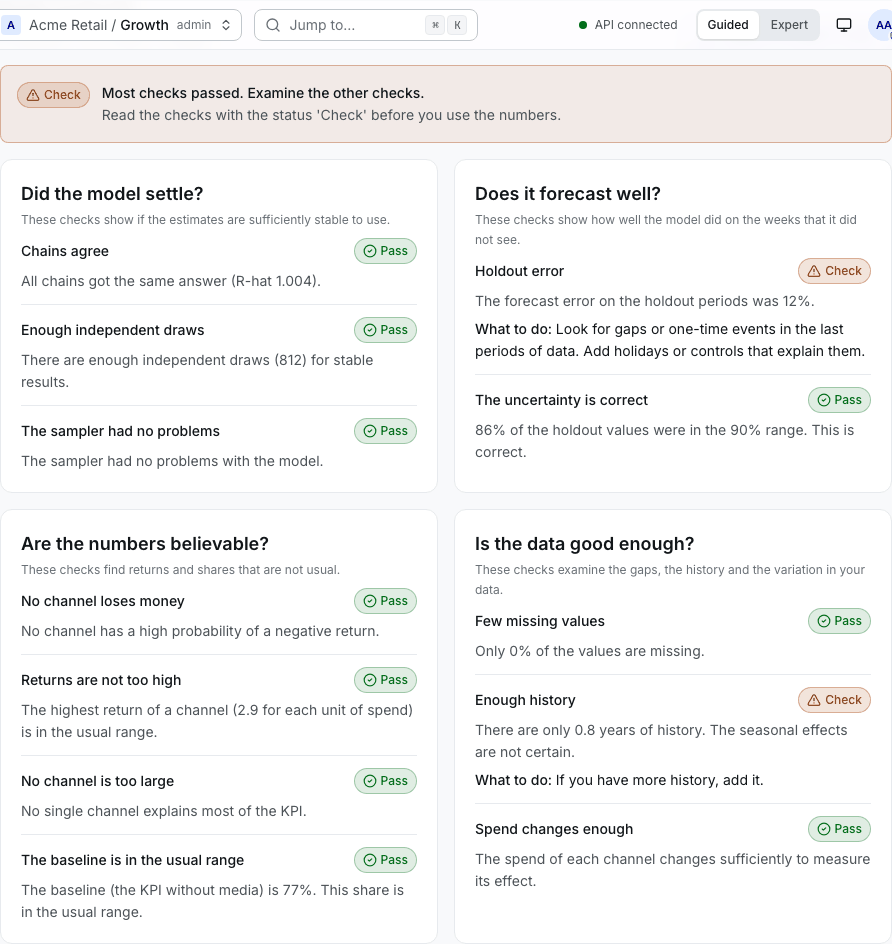 A Acme Retail / Growth admin Jump to... ⌘ K API connected Guided Expert AA
Check Most checks passed. Examine the other checks.
Read the checks with the status 'Check' before you use the numbers.
Did the model settle?
These checks show if the estimates are sufficiently stable to use.
Chains agree Pass
All chains got the same answer (R-hat 1.004).
Enough independent draws Pass
There are enough independent draws (812) for stable
results.
The sampler had no problems Pass
The sampler had no problems with the model.
Does it forecast well?
These checks show how well the model did on the weeks that it did
not see.
Holdout error Check
The forecast error on the holdout periods was 12%.
What to do: Look for gaps or one-time events in the last
periods of data. Add holidays or controls that explain them.
The uncertainty is correct Pass
86% of the holdout values were in the 90% range. This is
correct.
Are the numbers believable?
These checks find returns and shares that are not usual.
No channel loses money Pass
No channel has a high probability of a negative return.
Returns are not too high Pass
The highest return of a channel (2.9 for each unit of spend)
is in the usual range.
No channel is too large Pass
No single channel explains most of the KPI.
The baseline is in the usual range Pass
The baseline (the KPI without media) is 77%. This share is
in the usual range.
Is the data good enough?
These checks examine the gaps, the history and the variation in your
data.
Few missing values Pass
Only 0% of the values are missing.
Enough history Check
There are only 0.8 years of history. The seasonal effects
are not certain.
What to do: If you have more history, add it.
Spend changes enough Pass
The spend of each channel changes sufficiently to measure
its effect.